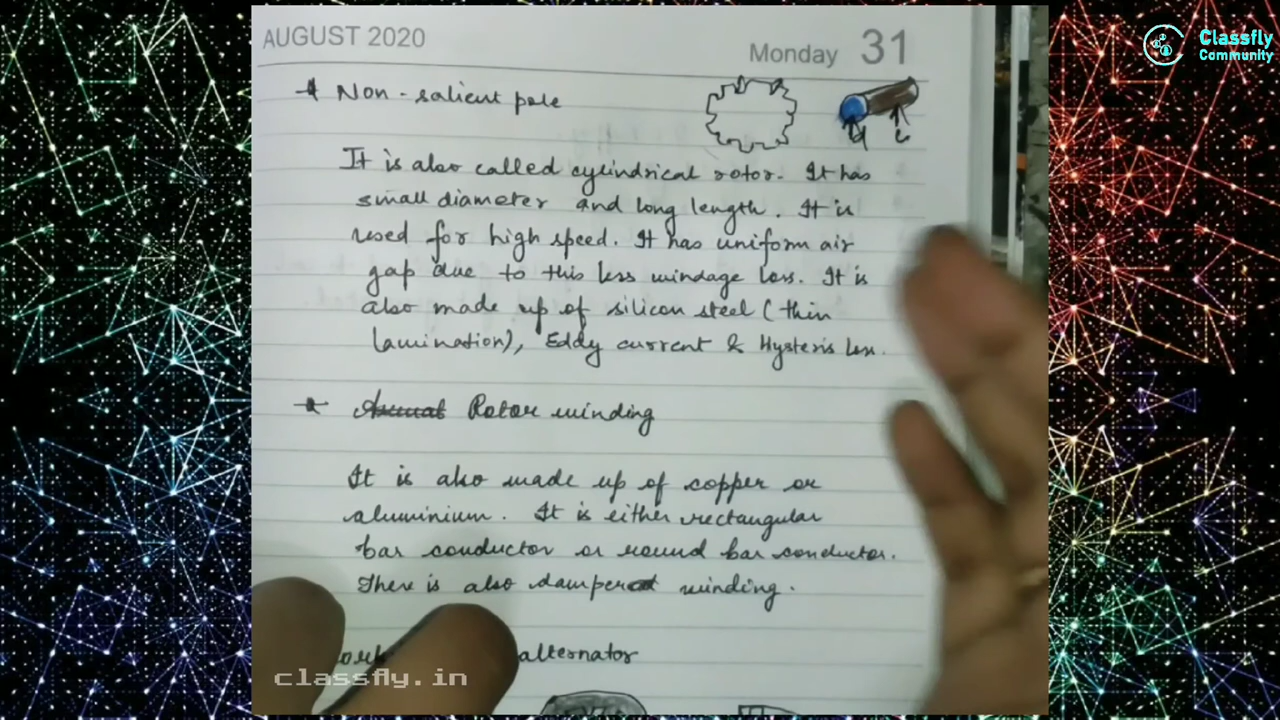 Classfly
Community
AUGUST 2020
Monday 31
Non-salient pole
d L
It is also called cylindrical rotor. It has
small diameter and long length. It is
used for high speed. It has uniform air
gap due to this less windage loss. It is
also made up of silicon steel (thin
lamination), Eddy current & Hysteris Loss.
Rotor winding
It is also made up of copper or
aluminium. It is either rectangular
bar conductor or round bar conductor.
There is also damper winding.
alternator
classfly.in